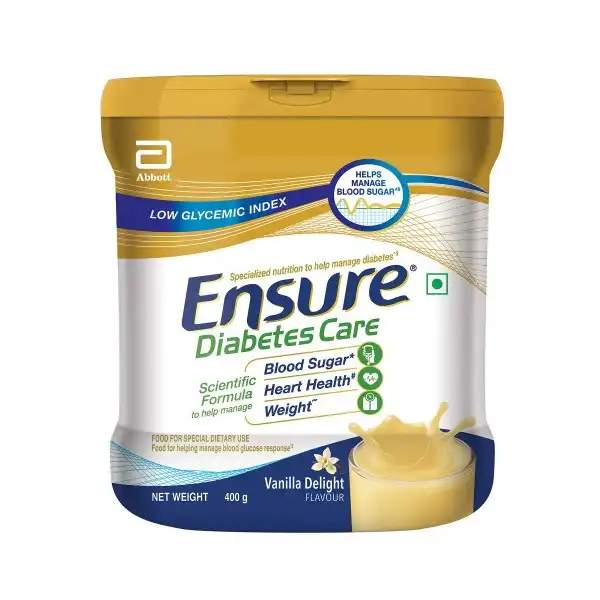 Abbott
LOW GLYCEMIC INDEX
HELPS
MANAGE
BLOOD SUGAR*$
Specialized nutrition to help manage diabetes*§
Ensure®
Diabetes Care
Scientific
Formula
to help manage
Blood Sugar*
Heart Health#
Weight~
FOOD FOR SPECIAL DIETARY USE
Food for helping manage blood glucose response‡
Vanilla Delight
FLAVOUR
NET WEIGHT 400 g